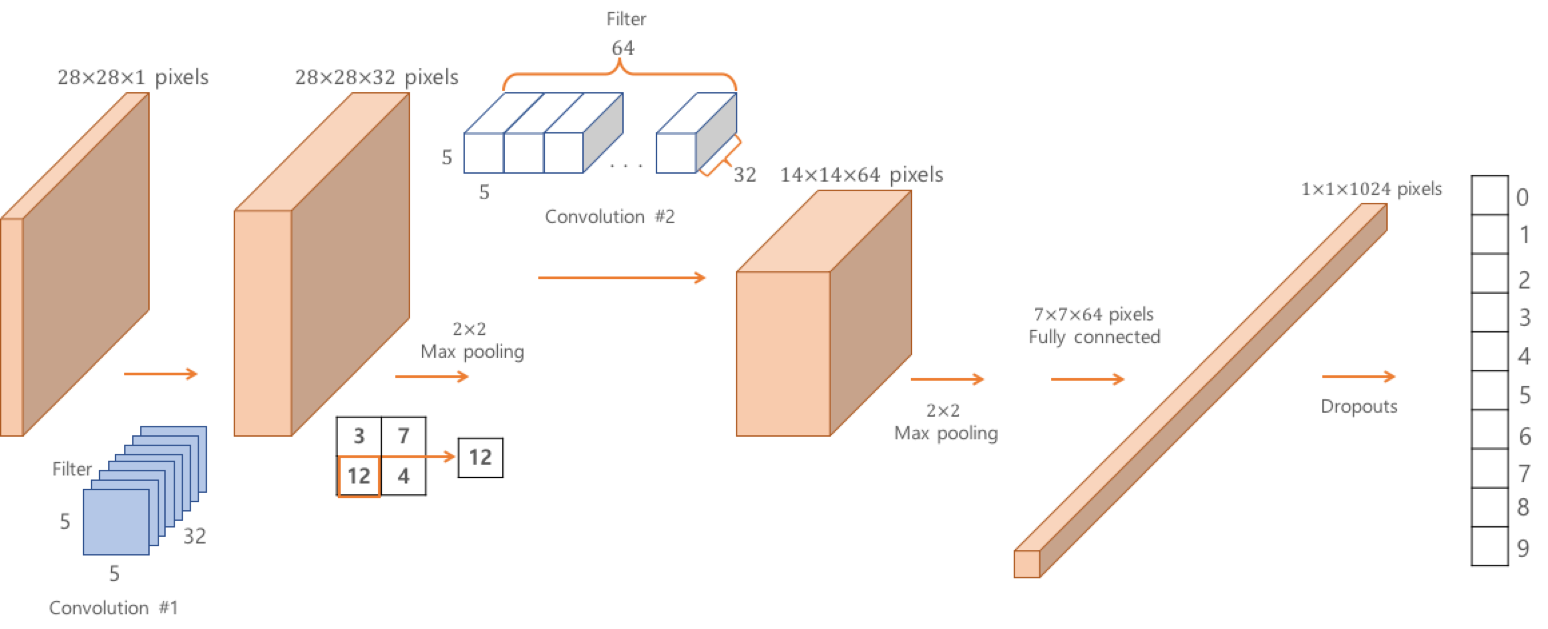 28×28×1 pixels
Filter
5
32
5
Convolution #1
28×28×32 pixels
2×2
Max pooling
3 7
12 4
12
Filter
64
5
5
32
Convolution #2
14×14×64 pixels
2×2
Max pooling
7×7×64 pixels
Fully connected
1×1×1024 pixels
Dropouts
0
1
2
3
4
5
6
7
8
9
. . .